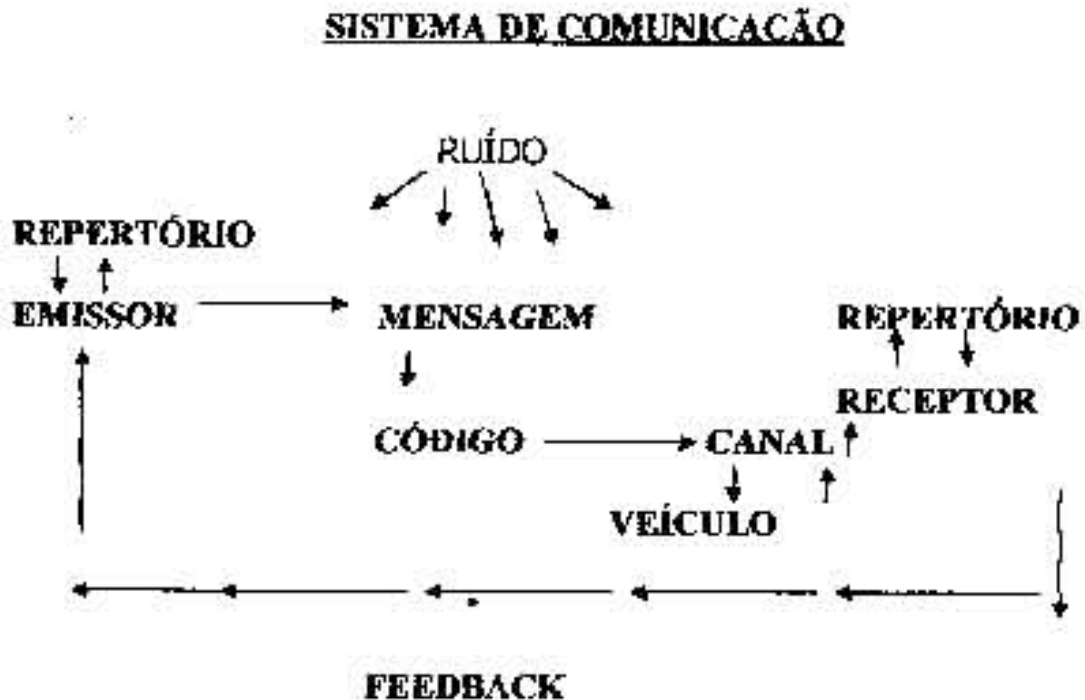 SISTEMA DE COMUNICACÃO
RUÍDO
REPERTÓRIO
EMISSOR
MENSAGEM
REPERTÓRIO
RECEPTOR
CÓDIGO
CANAL
VEÍCULO
FEEDBACK